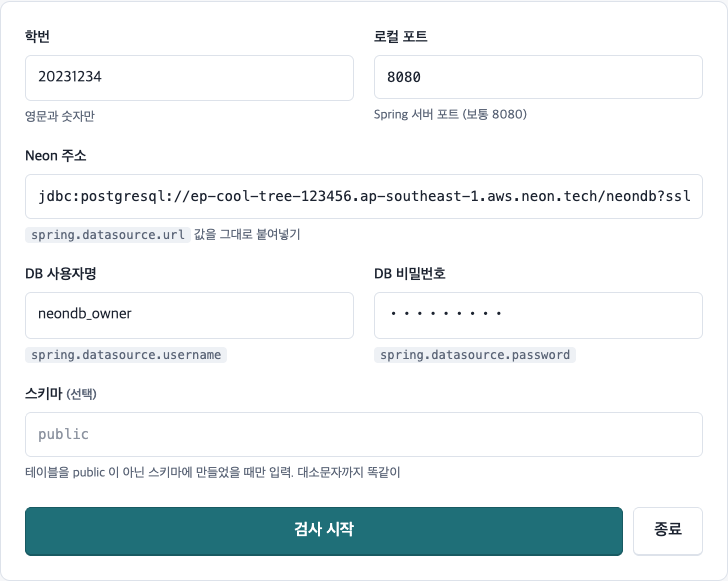 학번
로컬 포트
20231234
8080
영문과 숫자만
Spring 서버 포트 (보통 8080)
Neon 주소
jdbc:postgresql://ep-cool-tree-123456.ap-southeast-1.aws.neon.tech/neondb?ssl
spring.datasource.url 값을 그대로 붙여넣기
DB 사용자명
DB 비밀번호
neondb_owner
•••••••••
spring.datasource.username
spring.datasource.password
스키마 (선택)
public
테이블을 public 이 아닌 스키마에 만들었을 때만 입력. 대소문자까지 똑같이
검사 시작
종료